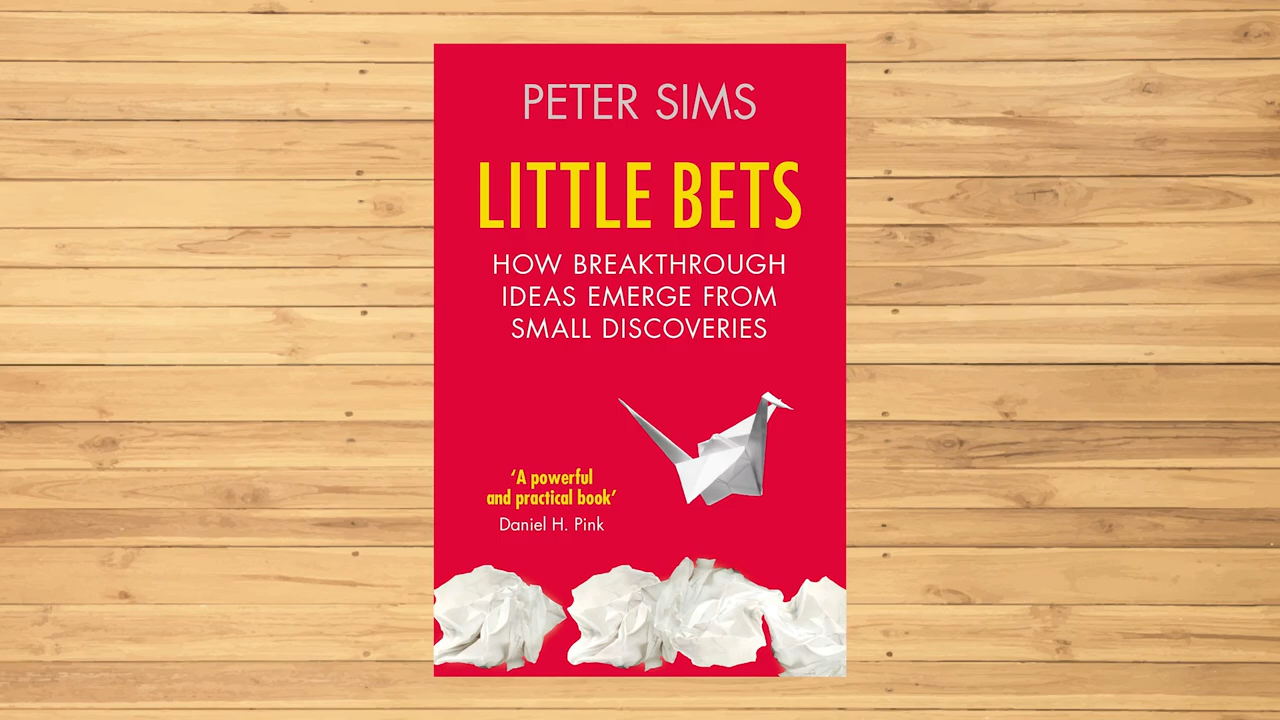 PETER SIMS
LITTLE BETS
HOW BREAKTHROUGH
IDEAS EMERGE FROM
SMALL DISCOVERIES
‘A powerful
and practical book’
Daniel H. Pink